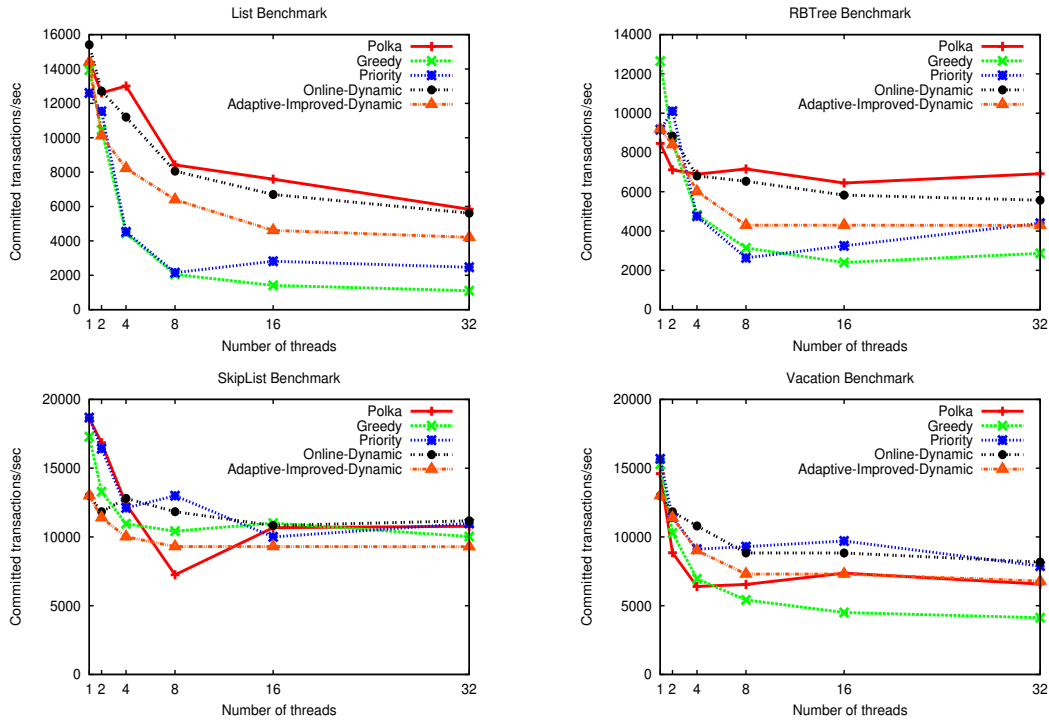 List Benchmark
Committed transactions/sec
16000
14000
12000
10000
8000
6000
4000
2000
0
1 2 4 8 16 32
Number of threads
Polka
Greedy
Priority
Online-Dynamic
Adaptive-Improved-Dynamic
RBTree Benchmark
Committed transactions/sec
14000
12000
10000
8000
6000
4000
2000
0
1 2 4 8 16 32
Number of threads
Polka
Greedy
Priority
Online-Dynamic
Adaptive-Improved-Dynamic
SkipList Benchmark
Committed transactions/sec
20000
15000
10000
5000
0
1 2 4 8 16 32
Number of threads
Polka
Greedy
Priority
Online-Dynamic
Adaptive-Improved-Dynamic
Vacation Benchmark
Committed transactions/sec
20000
15000
10000
5000
0
1 2 4 8 16 32
Number of threads
Polka
Greedy
Priority
Online-Dynamic
Adaptive-Improved-Dynamic